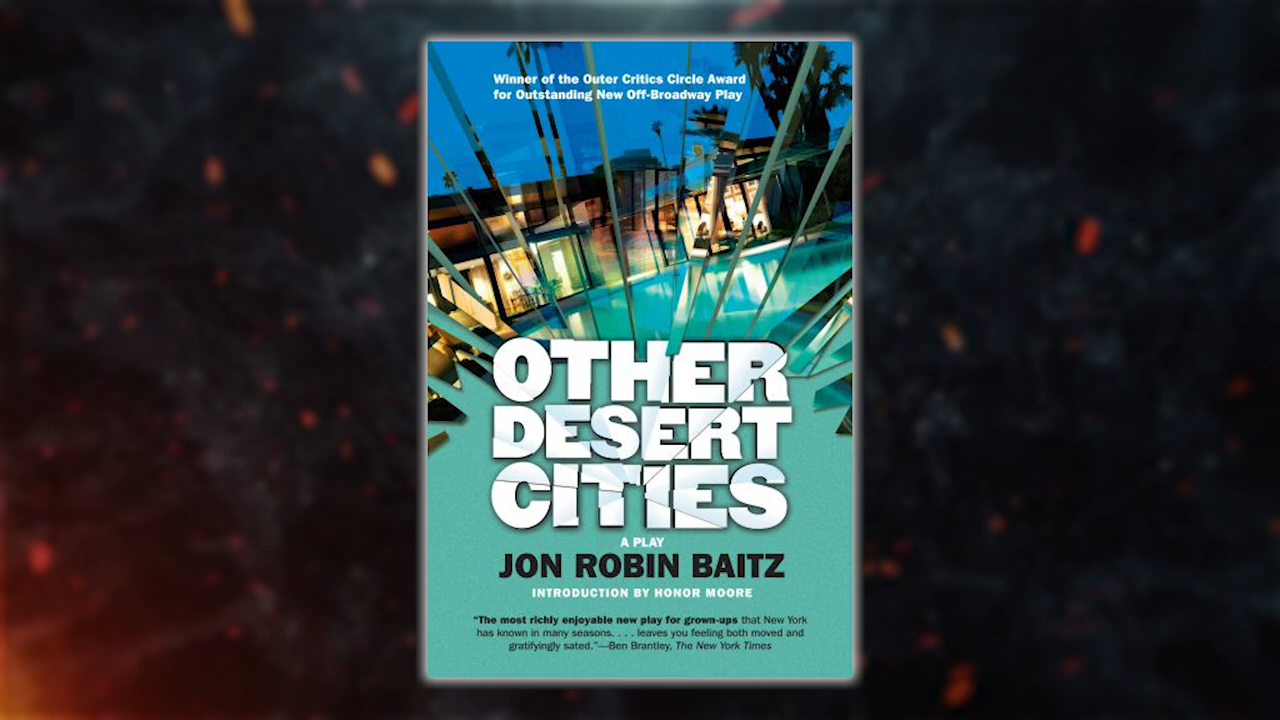 Winner of the Outer Critics Circle Award
for Outstanding New Off-Broadway Play
OTHER
DESERT
CITIES
A PLAY
JON ROBIN BAITZ
INTRODUCTION BY HONOR MOORE
“The most richly enjoyable new play for grown-ups that New York
has known in many seasons. . . . leaves you feeling both moved and
gratifyingly sated.”—Ben Brantley, The New York Times